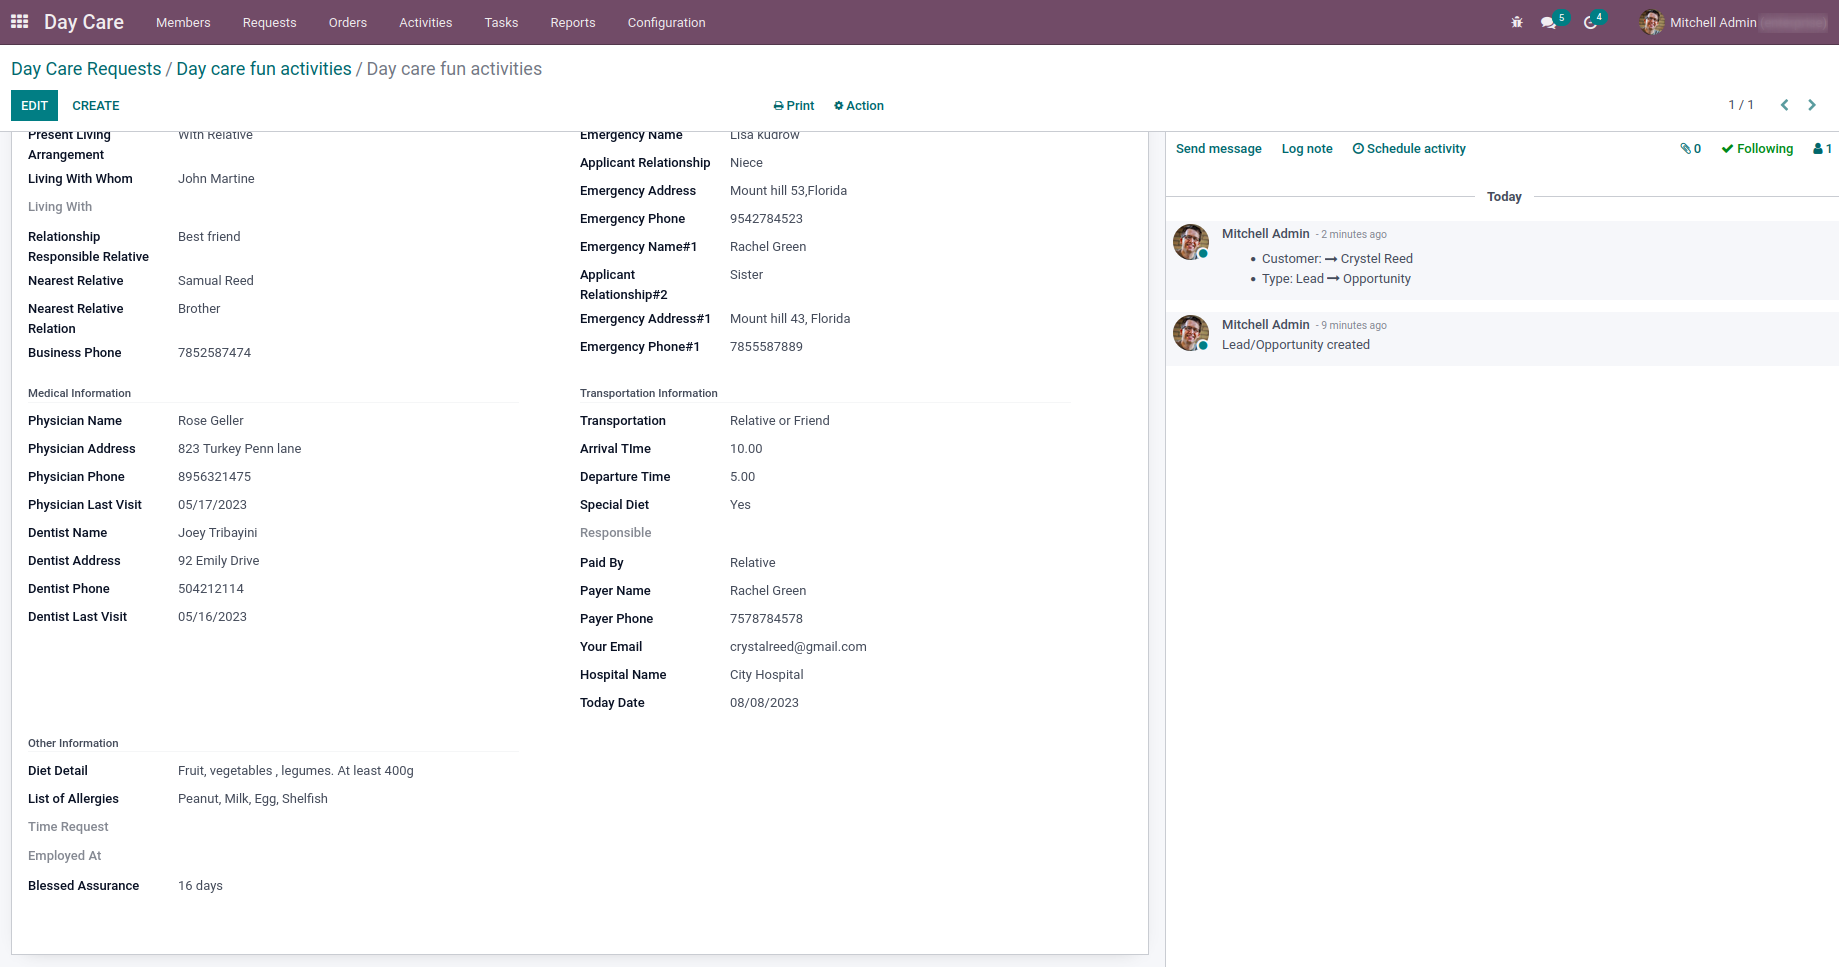 Day Care Members Requests Orders Activities Tasks Reports Configuration 5 4 Mitchell Admin
Day Care Requests / Day care fun activities / Day care fun activities
EDIT CREATE Print Action 1 / 1
Present Living Arrangement With Relative
Living With Whom John Martine
Living With
Relationship Responsible Relative Best friend
Nearest Relative Samual Reed
Nearest Relative Relation Brother
Business Phone 7852587474
Emergency Name Lisa kudrow
Applicant Relationship Niece
Emergency Address Mount hill 53,Florida
Emergency Phone 9542784523
Emergency Name#1 Rachel Green
Applicant Relationship#2 Sister
Emergency Address#1 Mount hill 43, Florida
Emergency Phone#1 7855587889
Medical Information
Physician Name Rose Geller
Physician Address 823 Turkey Penn lane
Physician Phone 8956321475
Physician Last Visit 05/17/2023
Dentist Name Joey Tribayini
Dentist Address 92 Emily Drive
Dentist Phone 504212114
Dentist Last Visit 05/16/2023
Transportation Information
Transportation Relative or Friend
Arrival TIme 10.00
Departure Time 5.00
Special Diet Yes
Responsible
Paid By Relative
Payer Name Rachel Green
Payer Phone 7578784578
Your Email crystalreed@gmail.com
Hospital Name City Hospital
Today Date 08/08/2023
Other Information
Diet Detail Fruit, vegetables , legumes. At least 400g
List of Allergies Peanut, Milk, Egg, Shelfish
Time Request
Employed At
Blessed Assurance 16 days
Send message Log note Schedule activity 0 Following 1
Today
Mitchell Admin - 2 minutes ago
• Customer: → Crystel Reed
• Type: Lead → Opportunity
Mitchell Admin - 9 minutes ago
Lead/Opportunity created